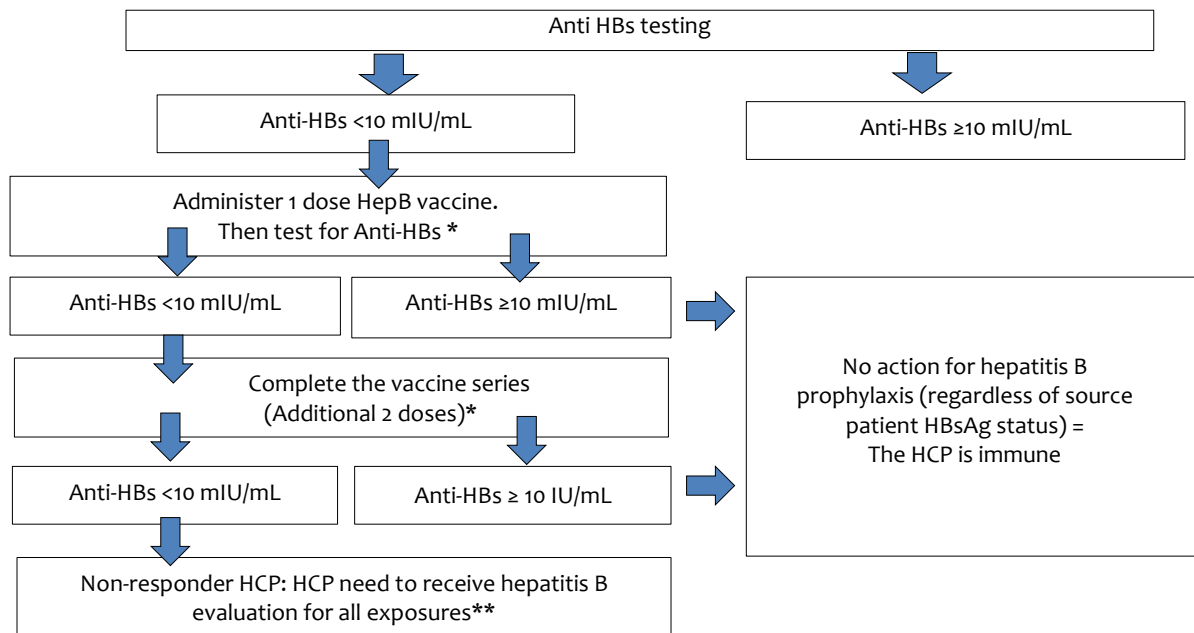 Anti HBs testing
Anti-HBs <10 mIU/mL
Anti-HBs ≥10 mIU/mL
Administer 1 dose HepB vaccine.
Then test for Anti-HBs *
Anti-HBs <10 mIU/mL
Anti-HBs ≥10 mIU/mL
Complete the vaccine series
(Additional 2 doses)*
No action for hepatitis B
prophylaxis (regardless of source
patient HBsAg status) =
The HCP is immune
Anti-HBs <10 mIU/mL
Anti-HBs ≥ 10 IU/mL
Non-responder HCP: HCP need to receive hepatitis B
evaluation for all exposures**